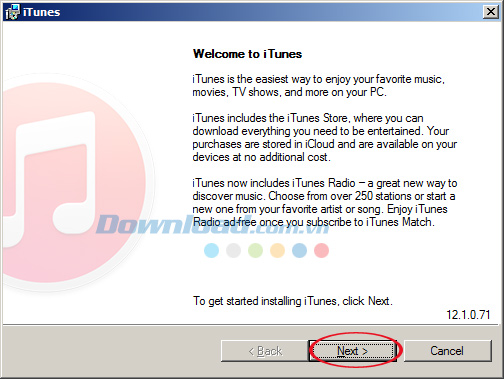 iTunes
Welcome to iTunes
iTunes is the easiest way to enjoy your favorite music,
movies, TV shows, and more on your PC.
iTunes includes the iTunes Store, where you can
download everything you need to be entertained. Your
purchases are stored in iCloud and are available on your
devices at no additional cost.
iTunes now includes iTunes Radio – a great new way to
discover music. Choose from over 250 stations or start a
new one from your favorite artist or song. Enjoy iTunes
Radio ad-free once you subscribe to iTunes Match.
Download.com.vn
To get started installing iTunes, click Next.
12.1.0.71
< Back Next > Cancel